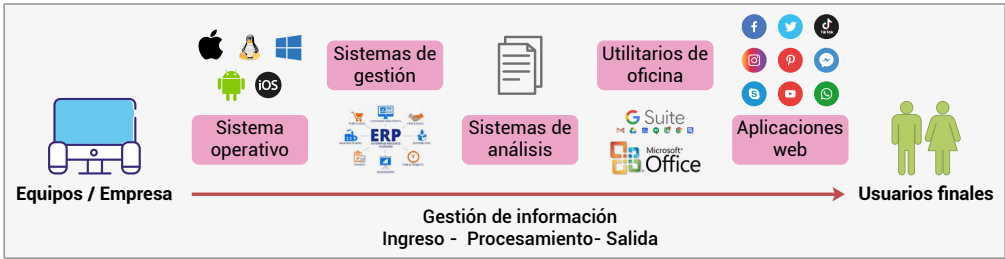 Sistemas de
gestión
Utilitarios de
oficina
TikTok
iOS
Sistema
operativo
ERP
Sistemas de
análisis
G Suite
Microsoft®
Office
Aplicaciones
web
Equipos / Empresa
Usuarios finales
Gestión de información
Ingreso - Procesamiento- Salida